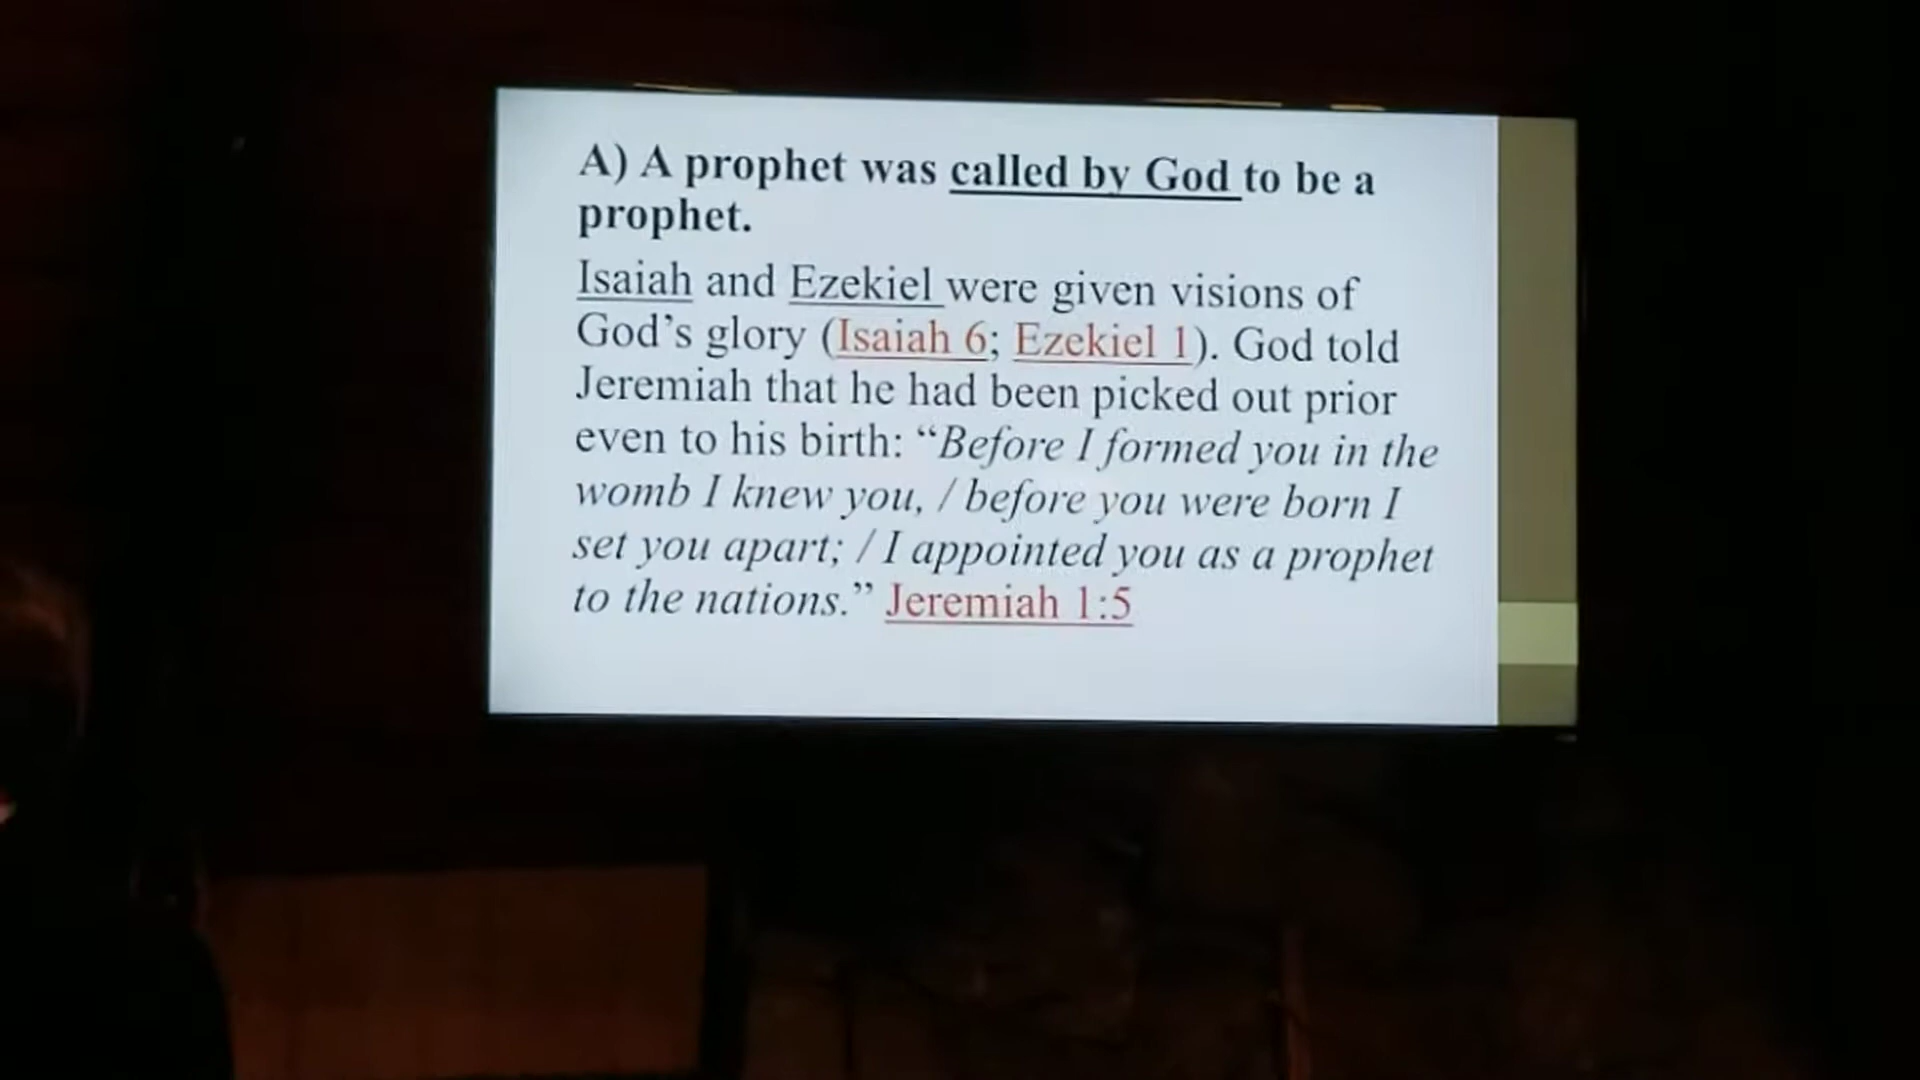 A) A prophet was called by God to be a
prophet.
Isaiah and Ezekiel were given visions of
God’s glory (Isaiah 6; Ezekiel 1). God told
Jeremiah that he had been picked out prior
even to his birth: “Before I formed you in the
womb I knew you, / before you were born I
set you apart; / I appointed you as a prophet
to the nations.” Jeremiah 1:5